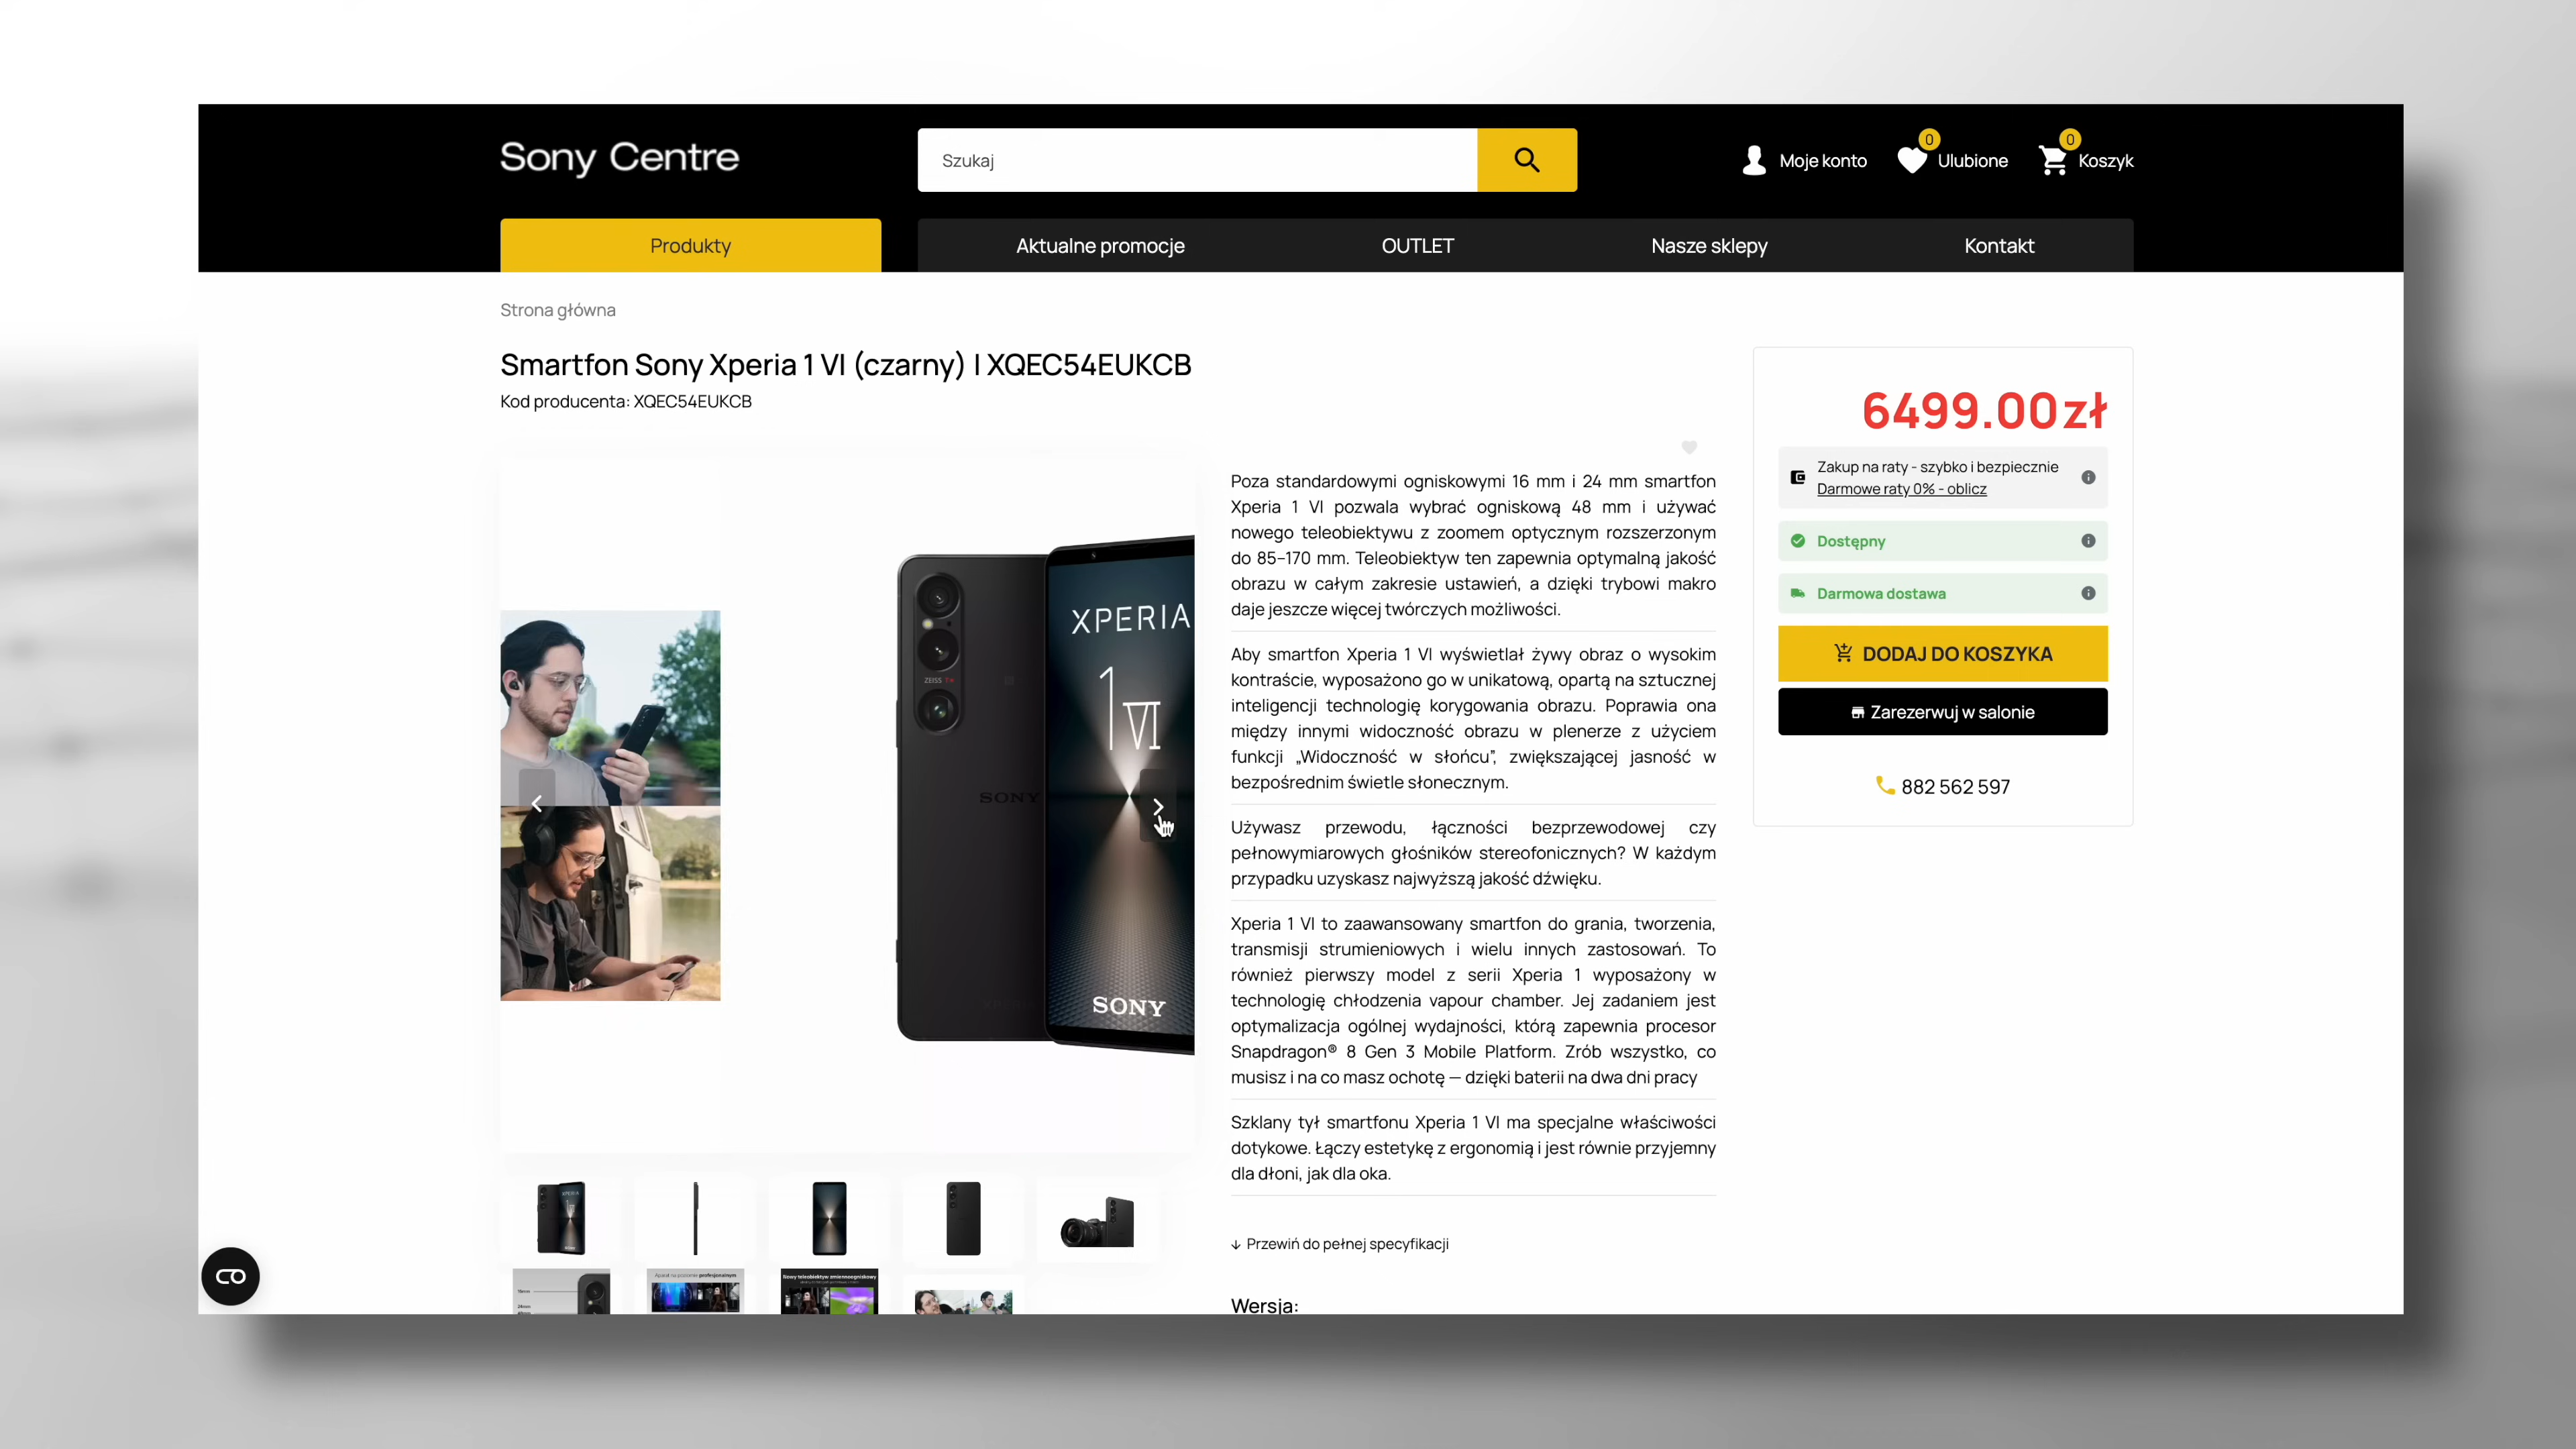 Sony Centre
Szukaj
Moje konto
0
Ulubione
0
Koszyk
Produkty
Aktualne promocje
OUTLET
Nasze sklepy
Kontakt
Strona główna
Smartfon Sony Xperia 1 VI (czarny) | XQEC54EUKCB
Kod producenta: XQEC54EUKCB
ZEISS T*
SONY
XPERIA
1 VI
SONY
Poza standardowymi ogniskowymi 16 mm i 24 mm smartfon
Xperia 1 VI pozwala wybrać ogniskową 48 mm i używać
nowego teleobiektywu z zoomem optycznym rozszerzonym
do 85–170 mm. Teleobiektyw ten zapewnia optymalną jakość
obrazu w całym zakresie ustawień, a dzięki trybowi makro
daje jeszcze więcej twórczych możliwości.
Aby smartfon Xperia 1 VI wyświetlał żywy obraz o wysokim
kontraście, wyposażono go w unikatową, opartą na sztucznej
inteligencji technologię korygowania obrazu. Poprawia ona
między innymi widoczność obrazu w plenerze z użyciem
funkcji „Widoczność w słońcu”, zwiększającej jasność w
bezpośrednim świetle słonecznym.
Używasz przewodu, łączności bezprzewodowej czy
pełnowymiarowych głośników stereofonicznych? W każdym
przypadku uzyskasz najwyższą jakość dźwięku.
Xperia 1 VI to zaawansowany smartfon do grania, tworzenia,
transmisji strumieniowych i wielu innych zastosowań. To
również pierwszy model z serii Xperia 1 wyposażony w
technologię chłodzenia vapour chamber. Jej zadaniem jest
optymalizacja ogólnej wydajności, którą zapewnia procesor
Snapdragon® 8 Gen 3 Mobile Platform. Zrób wszystko, co
musisz i na co masz ochotę — dzięki baterii na dwa dni pracy
Szklany tył smartfonu Xperia 1 VI ma specjalne właściwości
dotykowe. Łączy estetykę z ergonomią i jest równie przyjemny
dla dłoni, jak dla oka.
↓ Przewiń do pełnej specyfikacji
Wersja:
6499.00zł
Zakup na raty - szybko i bezpiecznie
Darmowe raty 0% - oblicz
Dostępny
Darmowa dostawa
DODAJ DO KOSZYKA
Zarezerwuj w salonie
882 562 597
Aparat na poziomie profesjonalnym
Nowy teleobiektyw zmiennoogniskowy